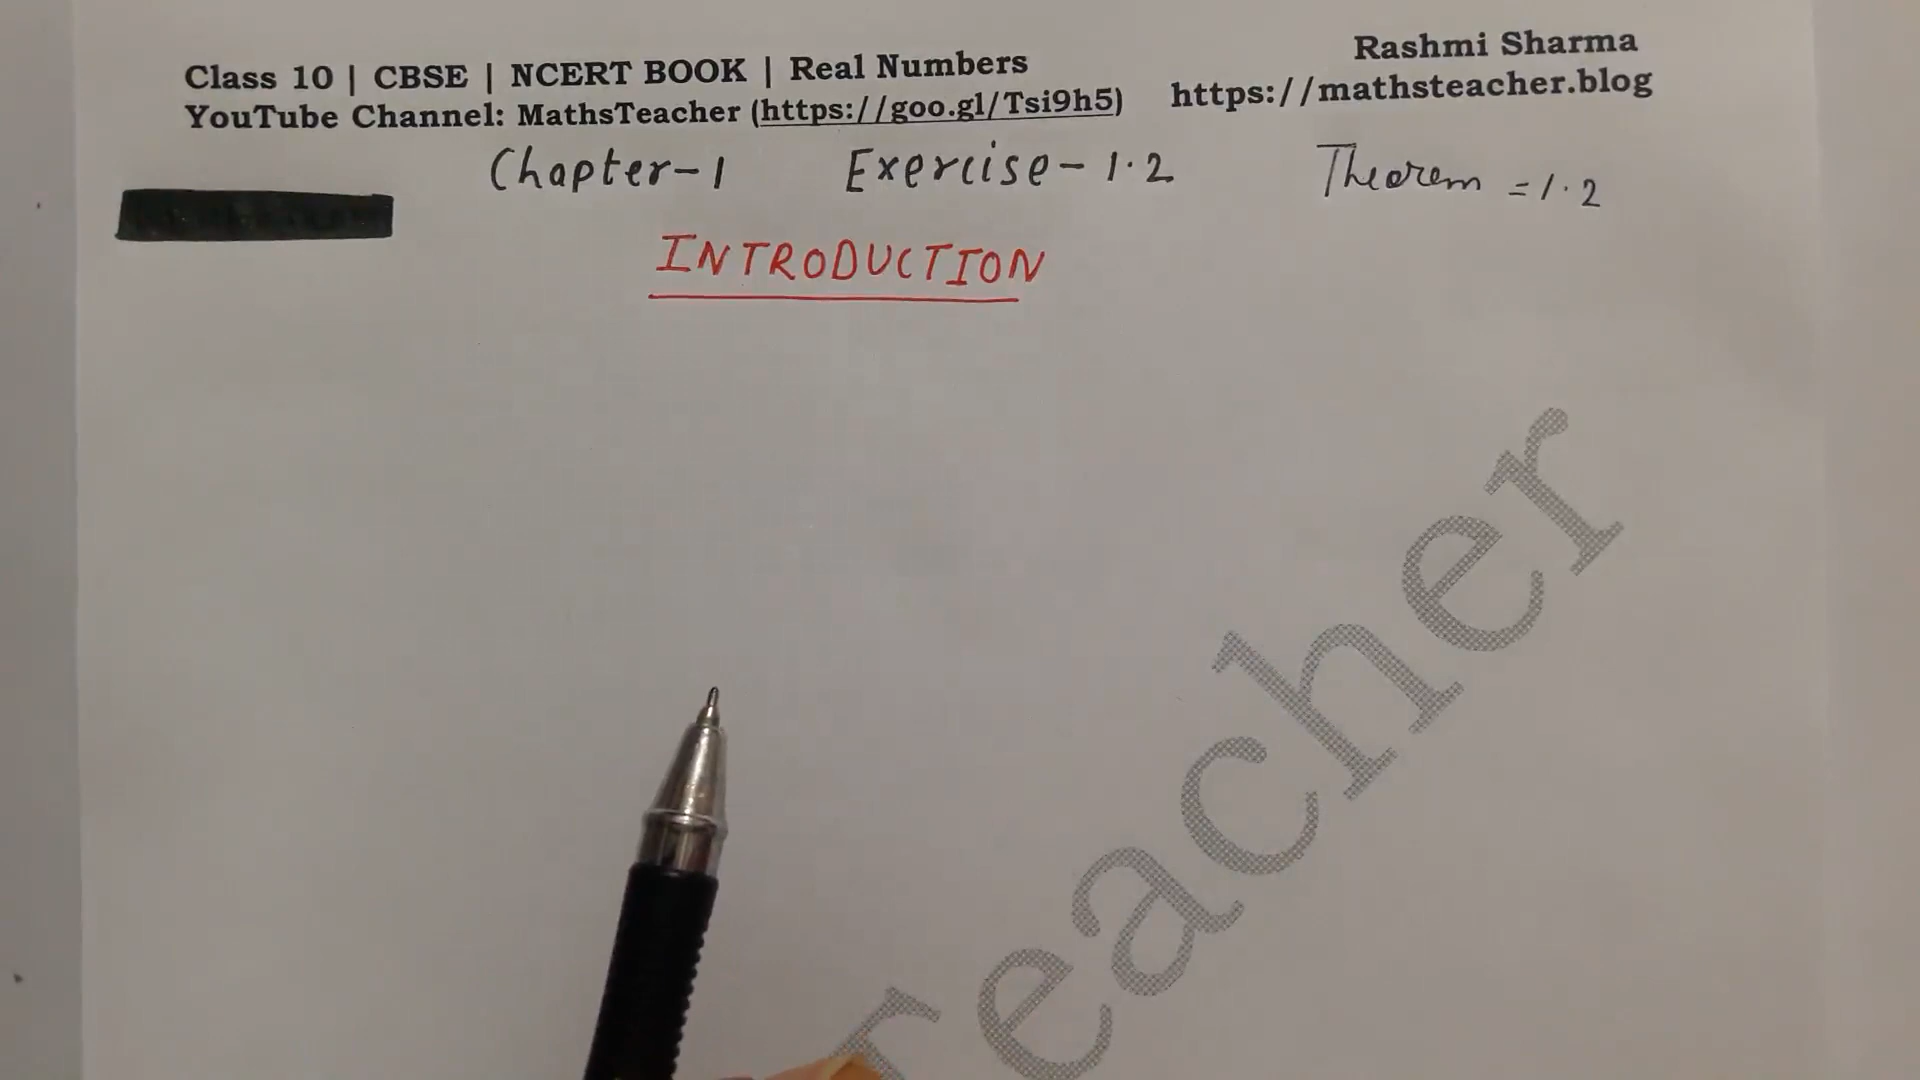 Class 10 | CBSE | NCERT BOOK | Real Numbers
Rashmi Sharma
YouTube Channel: MathsTeacher (https://goo.gl/Tsi9h5)
https://mathsteacher.blog
Chapter-1 Exercise-1.2 Theorem = 1.2
INTRODUCTION
eacher